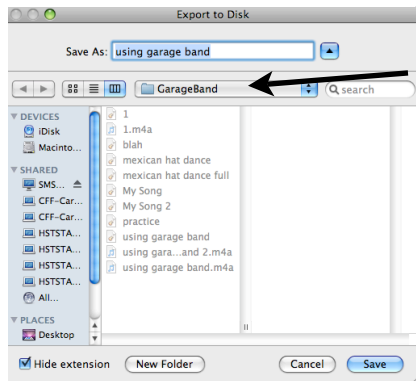 Export to Disk
Save As: using garage band
GarageBand
search
DEVICES
iDisk
Macinto...
SHARED
SMS...
CFF-Car...
CFF-Car...
HSTSTA...
HSTSTA...
HSTSTA...
HSTSTA...
All...
PLACES
Desktop
1
1.m4a
blah
mexican hat dance
mexican hat dance full
My Song
My Song 2
practice
using garage band
using gara...and 2.m4a
using garage band.m4a
Hide extension
New Folder
Cancel
Save